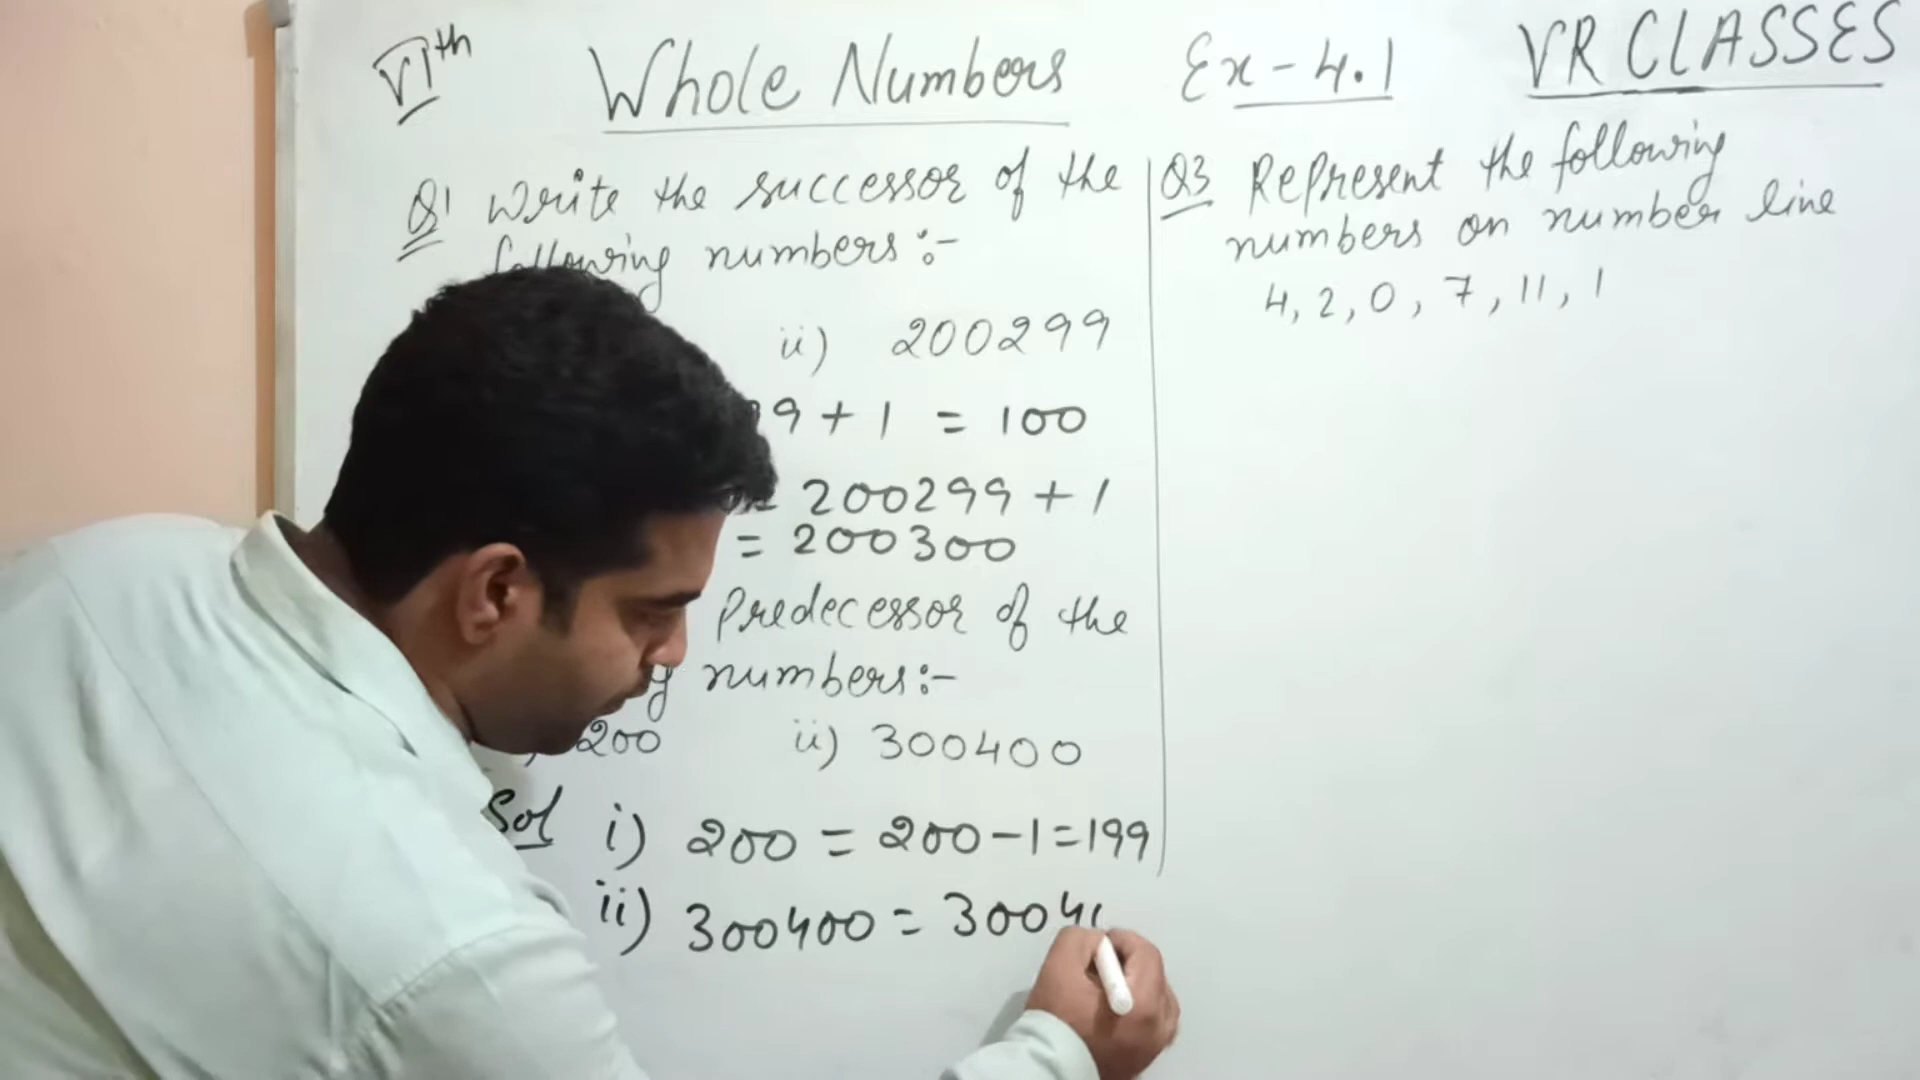 VIth Whole Numbers Ex-4.1 VR CLASSES
Q1 Write the successor of the
following numbers:-
ii) 200299
99+1 = 100
= 200299+1
= 200300
Predecessor of the
numbers:-
200 ii) 300400
Sol i) 200 = 200-1=199
ii) 300400 = 3004
Q3 Represent the following
numbers on number line
4, 2, 0, 7, 11, 1